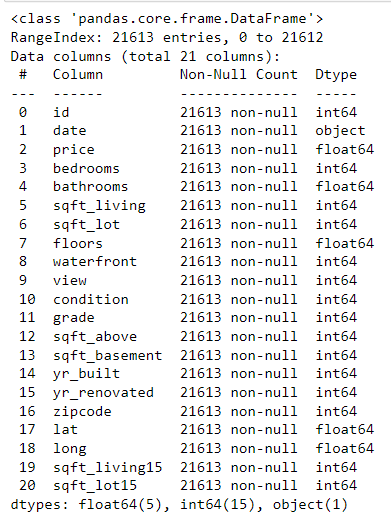 <class 'pandas.core.frame.DataFrame'>
RangeIndex: 21613 entries, 0 to 21612
Data columns (total 21 columns):
 #   Column         Non-Null Count  Dtype
---  ------         --------------  -----
 0   id             21613 non-null  int64
 1   date           21613 non-null  object
 2   price          21613 non-null  float64
 3   bedrooms       21613 non-null  int64
 4   bathrooms      21613 non-null  float64
 5   sqft_living    21613 non-null  int64
 6   sqft_lot       21613 non-null  int64
 7   floors         21613 non-null  float64
 8   waterfront     21613 non-null  int64
 9   view           21613 non-null  int64
 10  condition      21613 non-null  int64
 11  grade          21613 non-null  int64
 12  sqft_above     21613 non-null  int64
 13  sqft_basement  21613 non-null  int64
 14  yr_built       21613 non-null  int64
 15  yr_renovated   21613 non-null  int64
 16  zipcode        21613 non-null  int64
 17  lat            21613 non-null  float64
 18  long           21613 non-null  float64
 19  sqft_living15  21613 non-null  int64
 20  sqft_lot15     21613 non-null  int64
dtypes: float64(5), int64(15), object(1)